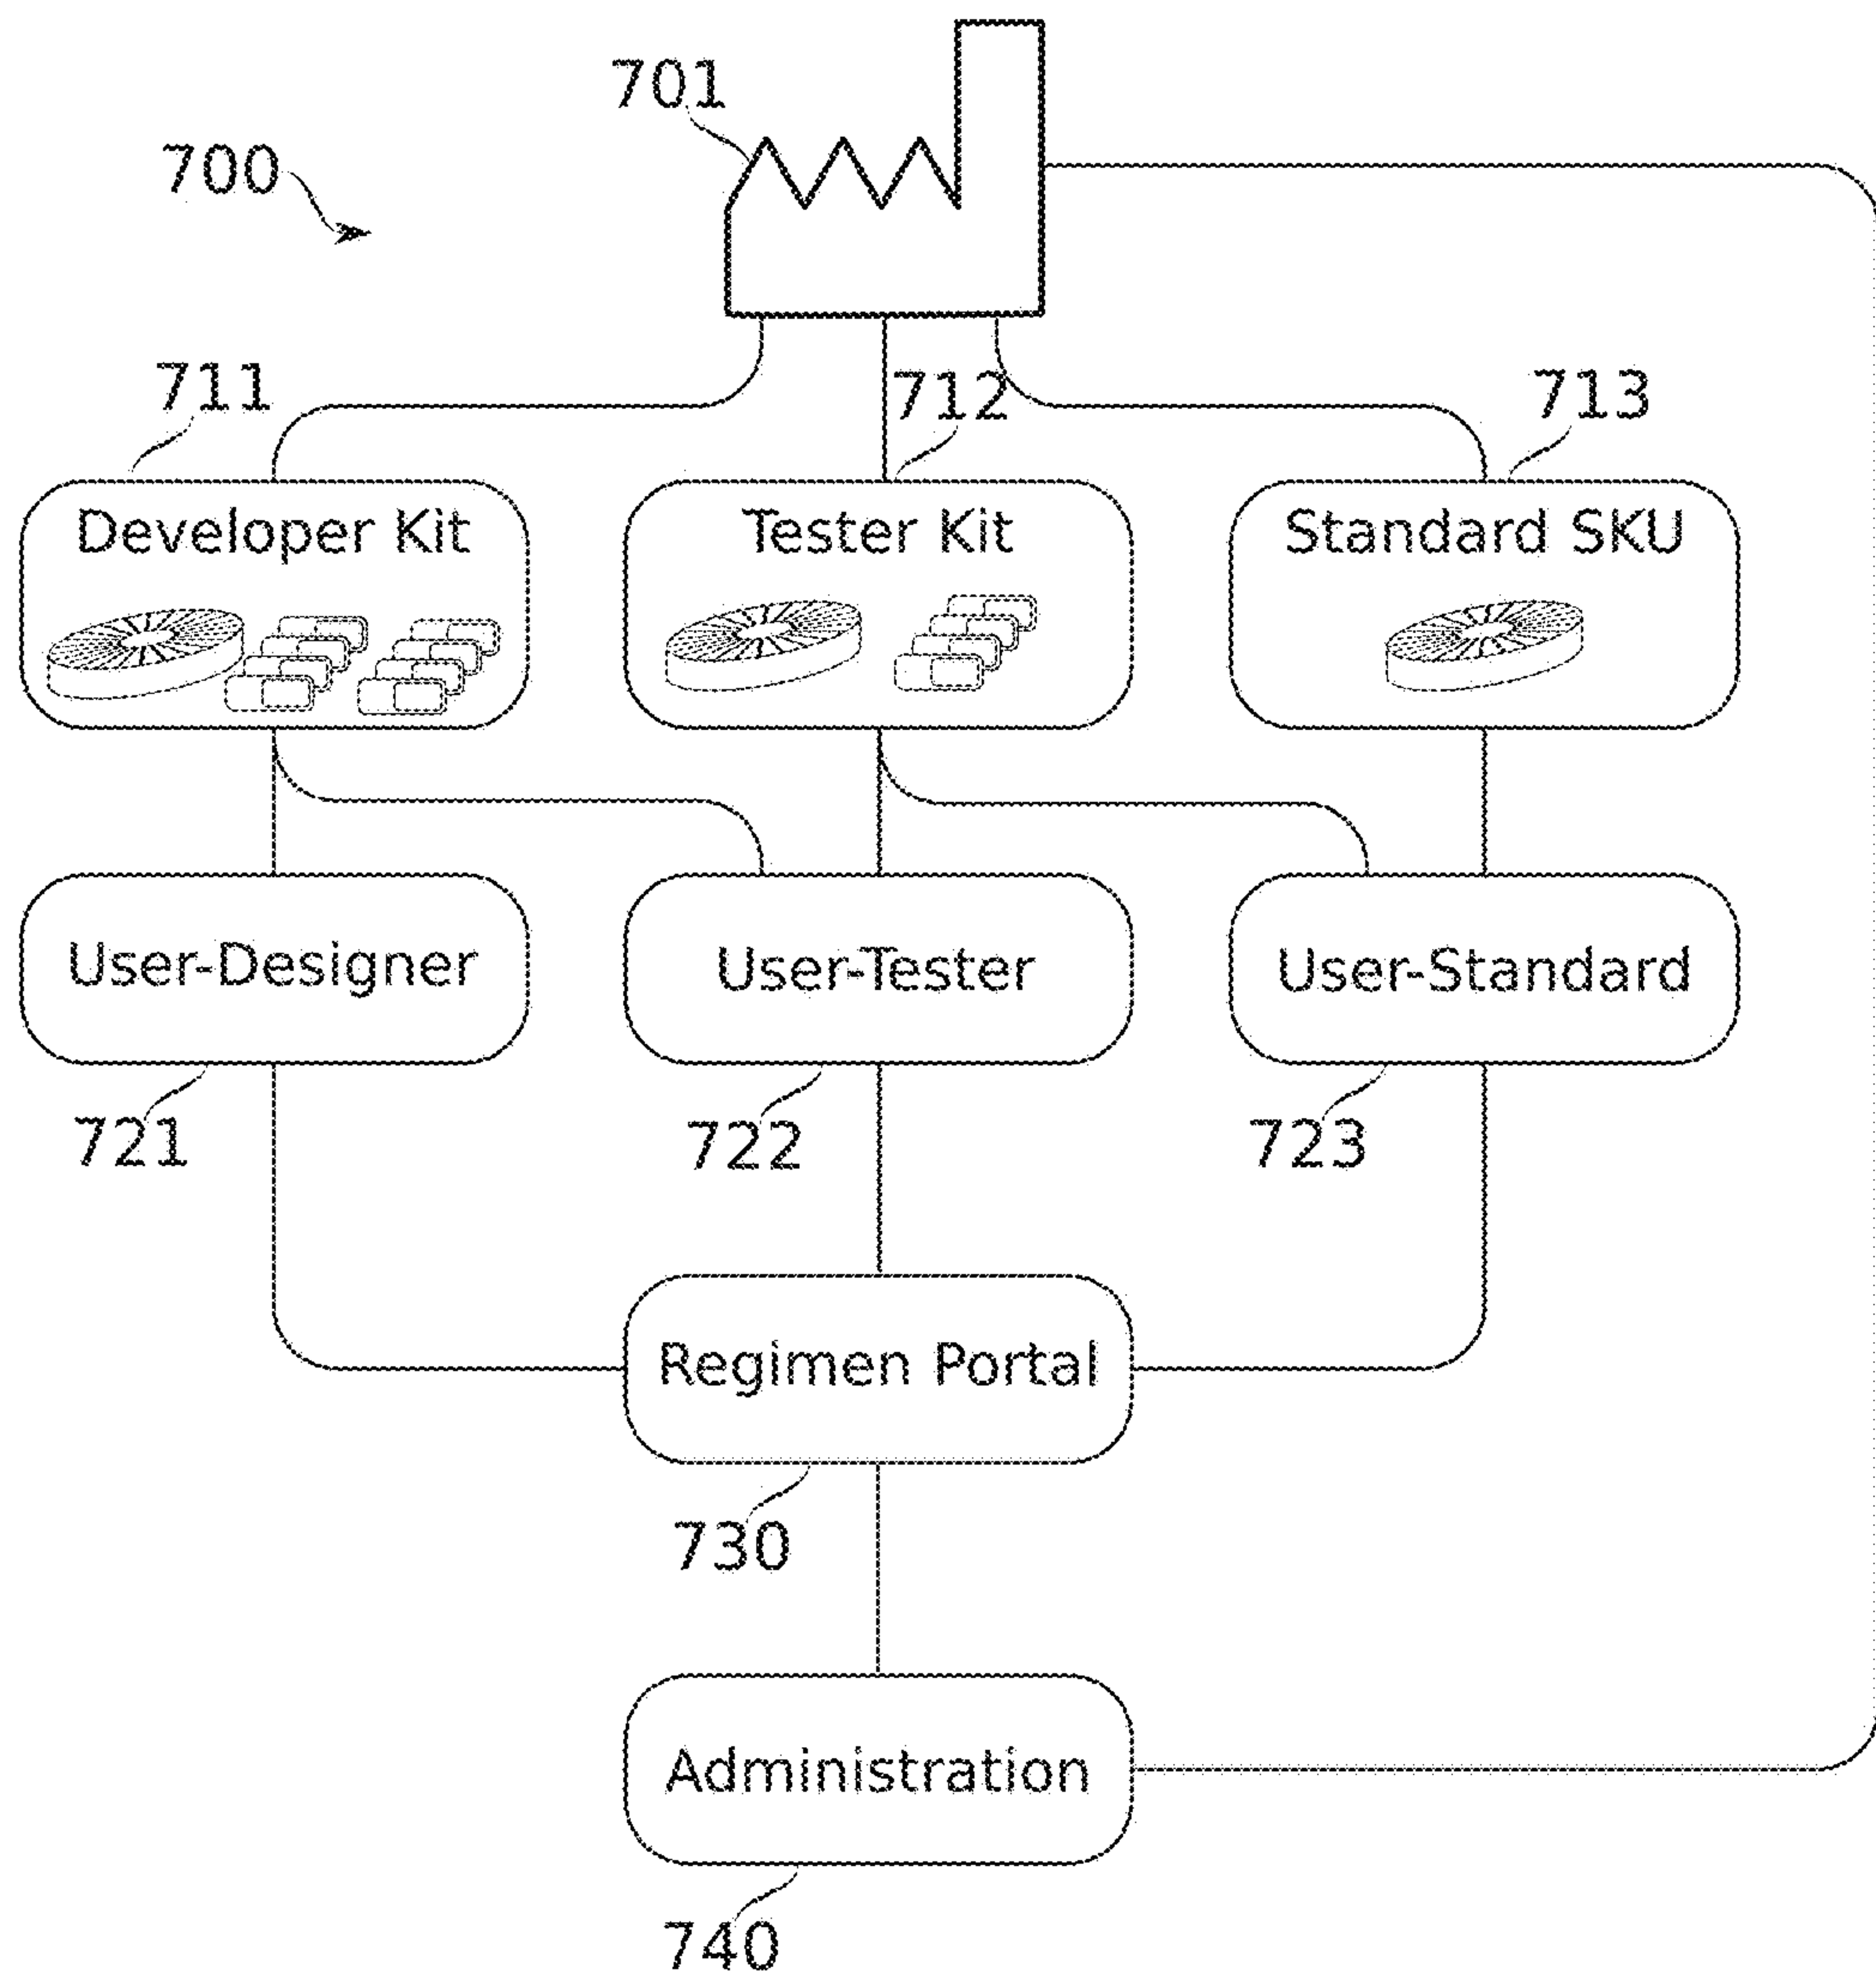 701
700
711
712
713
Developer Kit
Tester Kit
Standard SKU
User-Designer
User-Tester
User-Standard
721
722
723
Regimen Portal
730
Administration
740